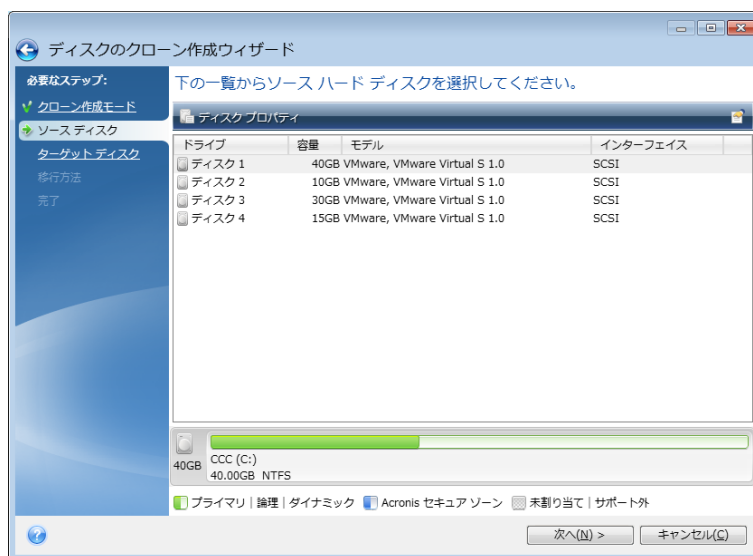 ディスクのクローン作成ウィザード
必要なステップ:
クローン作成モード
ソース ディスク
ターゲット ディスク
移行方法
完了
下の一覧からソース ハード ディスクを選択してください。
ディスク プロパティ
ドライブ 容量 モデル インターフェイス
ディスク 1 40GB VMware, VMware Virtual S 1.0 SCSI
ディスク 2 10GB VMware, VMware Virtual S 1.0 SCSI
ディスク 3 30GB VMware, VMware Virtual S 1.0 SCSI
ディスク 4 15GB VMware, VMware Virtual S 1.0 SCSI
40GB
CCC (C:)
40.00GB NTFS
プライマリ | 論理 | ダイナミック Acronis セキュア ゾーン 未割り当て | サポート外
次へ(N) > キャンセル(C)